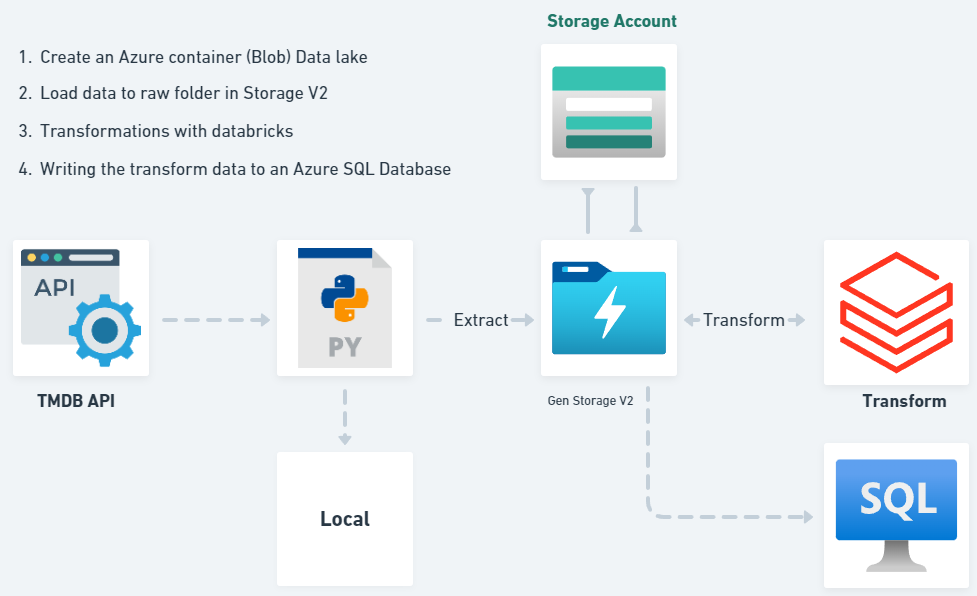 Storage Account
1. Create an Azure container (Blob) Data lake
2. Load data to raw folder in Storage V2
3. Transformations with databricks
4. Writing the transform data to an Azure SQL Database
API
PY
Extract
Transform
TMDB API
Gen Storage V2
Transform
Local
SQL